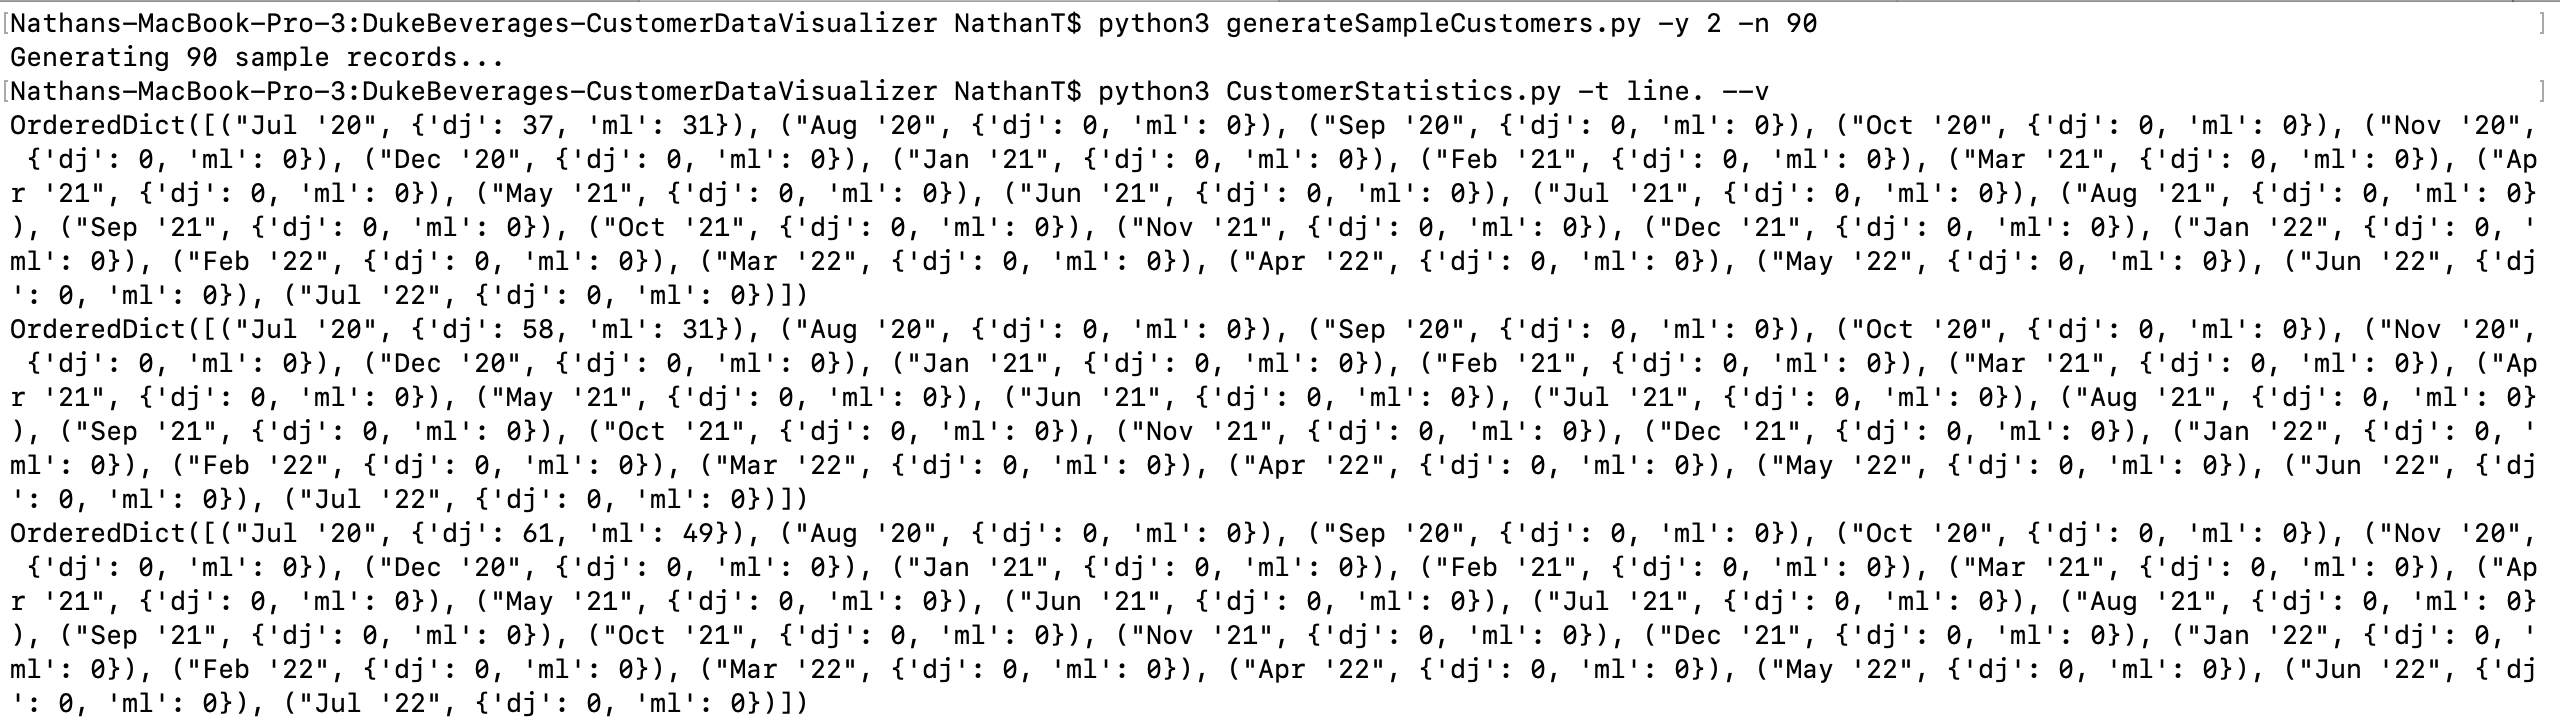 [Nathans-MacBook-Pro-3:DukeBeverages-CustomerDataVisualizer NathanT$ python3 generateSampleCustomers.py -y 2 -n 90 ]
Generating 90 sample records...
[Nathans-MacBook-Pro-3:DukeBeverages-CustomerDataVisualizer NathanT$ python3 CustomerStatistics.py -t line. --v ]
OrderedDict([("Jul '20", {'dj': 37, 'ml': 31}), ("Aug '20", {'dj': 0, 'ml': 0}), ("Sep '20", {'dj': 0, 'ml': 0}), ("Oct '20", {'dj': 0, 'ml': 0}), ("Nov '20",
 {'dj': 0, 'ml': 0}), ("Dec '20", {'dj': 0, 'ml': 0}), ("Jan '21", {'dj': 0, 'ml': 0}), ("Feb '21", {'dj': 0, 'ml': 0}), ("Mar '21", {'dj': 0, 'ml': 0}), ("Ap
r '21", {'dj': 0, 'ml': 0}), ("May '21", {'dj': 0, 'ml': 0}), ("Jun '21", {'dj': 0, 'ml': 0}), ("Jul '21", {'dj': 0, 'ml': 0}), ("Aug '21", {'dj': 0, 'ml': 0}
), ("Sep '21", {'dj': 0, 'ml': 0}), ("Oct '21", {'dj': 0, 'ml': 0}), ("Nov '21", {'dj': 0, 'ml': 0}), ("Dec '21", {'dj': 0, 'ml': 0}), ("Jan '22", {'dj': 0, '
ml': 0}), ("Feb '22", {'dj': 0, 'ml': 0}), ("Mar '22", {'dj': 0, 'ml': 0}), ("Apr '22", {'dj': 0, 'ml': 0}), ("May '22", {'dj': 0, 'ml': 0}), ("Jun '22", {'dj
': 0, 'ml': 0}), ("Jul '22", {'dj': 0, 'ml': 0})])
OrderedDict([("Jul '20", {'dj': 58, 'ml': 31}), ("Aug '20", {'dj': 0, 'ml': 0}), ("Sep '20", {'dj': 0, 'ml': 0}), ("Oct '20", {'dj': 0, 'ml': 0}), ("Nov '20",
 {'dj': 0, 'ml': 0}), ("Dec '20", {'dj': 0, 'ml': 0}), ("Jan '21", {'dj': 0, 'ml': 0}), ("Feb '21", {'dj': 0, 'ml': 0}), ("Mar '21", {'dj': 0, 'ml': 0}), ("Ap
r '21", {'dj': 0, 'ml': 0}), ("May '21", {'dj': 0, 'ml': 0}), ("Jun '21", {'dj': 0, 'ml': 0}), ("Jul '21", {'dj': 0, 'ml': 0}), ("Aug '21", {'dj': 0, 'ml': 0}
), ("Sep '21", {'dj': 0, 'ml': 0}), ("Oct '21", {'dj': 0, 'ml': 0}), ("Nov '21", {'dj': 0, 'ml': 0}), ("Dec '21", {'dj': 0, 'ml': 0}), ("Jan '22", {'dj': 0, '
ml': 0}), ("Feb '22", {'dj': 0, 'ml': 0}), ("Mar '22", {'dj': 0, 'ml': 0}), ("Apr '22", {'dj': 0, 'ml': 0}), ("May '22", {'dj': 0, 'ml': 0}), ("Jun '22", {'dj
': 0, 'ml': 0}), ("Jul '22", {'dj': 0, 'ml': 0})])
OrderedDict([("Jul '20", {'dj': 61, 'ml': 49}), ("Aug '20", {'dj': 0, 'ml': 0}), ("Sep '20", {'dj': 0, 'ml': 0}), ("Oct '20", {'dj': 0, 'ml': 0}), ("Nov '20",
 {'dj': 0, 'ml': 0}), ("Dec '20", {'dj': 0, 'ml': 0}), ("Jan '21", {'dj': 0, 'ml': 0}), ("Feb '21", {'dj': 0, 'ml': 0}), ("Mar '21", {'dj': 0, 'ml': 0}), ("Ap
r '21", {'dj': 0, 'ml': 0}), ("May '21", {'dj': 0, 'ml': 0}), ("Jun '21", {'dj': 0, 'ml': 0}), ("Jul '21", {'dj': 0, 'ml': 0}), ("Aug '21", {'dj': 0, 'ml': 0}
), ("Sep '21", {'dj': 0, 'ml': 0}), ("Oct '21", {'dj': 0, 'ml': 0}), ("Nov '21", {'dj': 0, 'ml': 0}), ("Dec '21", {'dj': 0, 'ml': 0}), ("Jan '22", {'dj': 0, '
ml': 0}), ("Feb '22", {'dj': 0, 'ml': 0}), ("Mar '22", {'dj': 0, 'ml': 0}), ("Apr '22", {'dj': 0, 'ml': 0}), ("May '22", {'dj': 0, 'ml': 0}), ("Jun '22", {'dj
': 0, 'ml': 0}), ("Jul '22", {'dj': 0, 'ml': 0})])